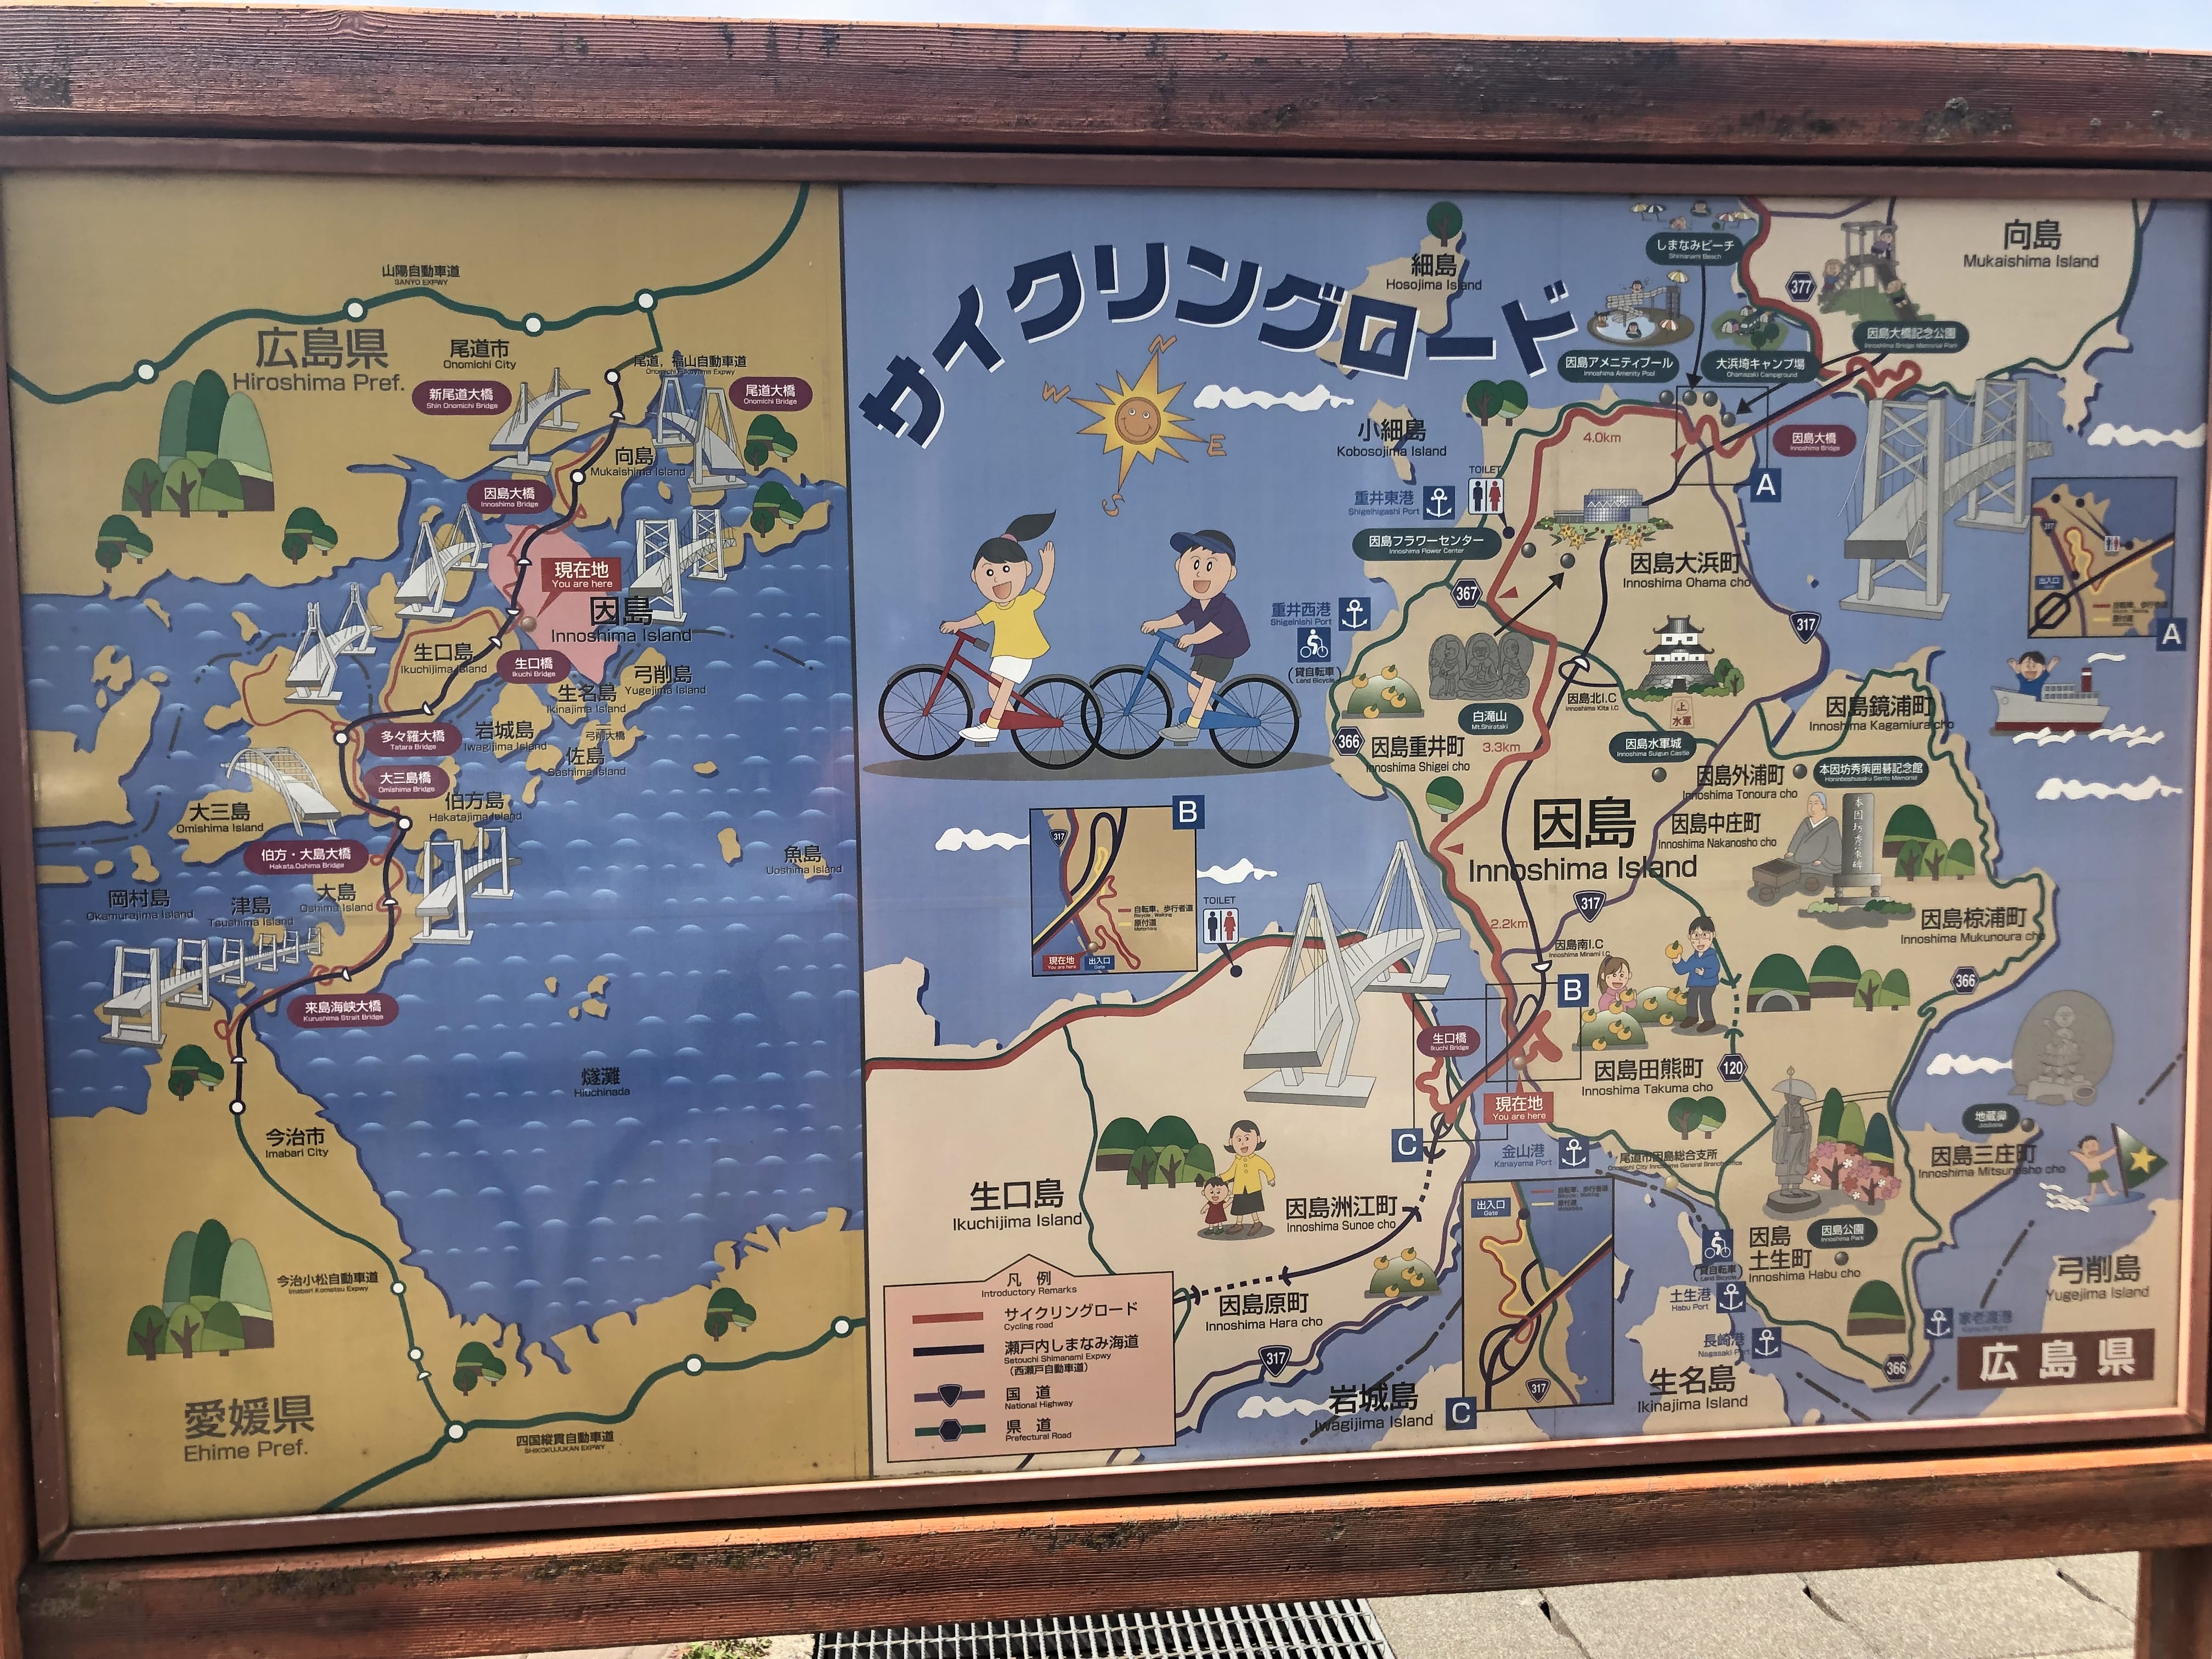 山陽自動車道
SANYO EXPWY
広島県
Hiroshima Pref.
尾道市
Onomichi City
尾道、福山自動車道
新尾道大橋
Shin Onomichi Bridge
尾道大橋
Onomichi Bridge
向島
Mukaishima Island
因島大橋
Innoshima Bridge
現在地
You are here
因島
Innoshima Island
生口島
Ikuchijima Island
生口橋
Ikuchi Bridge
弓削島
Yugejima Island
生名島
Ikinajima Island
岩城島
Iwagijima Island
弓削大橋
佐島
Sashima Island
多々羅大橋
Tatara Bridge
大三島橋
Omishima Bridge
大三島
Omishima Island
伯方島
Hakatajima Island
伯方・大島大橋
Hakata.Oshima Bridge
魚島
Uoshima Island
岡村島
Okamurajima Island
津島
Tsushima Island
大島
Oshima Island
来島海峡大橋
Kurushima Strait Bridge
燧灘
Hiuchinada
今治市
Imabari City
今治小松自動車道
Imabari Komatsu Expwy
愛媛県
Ehime Pref.
四国縦貫自動車道
SHIKOKUJUKAN EXPWY
サイクリングロード
N
W
E
S
細島
Hosojima Island
小細島
Kobosojima Island
しまなみビーチ
Shimanami Beach
向島
Mukaishima Island
377
因島大橋記念公園
Innoshima Bridge Memorial Park
因島アメニティプール
Innoshima Amenity Pool
大浜埼キャンプ場
Ohamazaki Campground
4.0km
因島大橋
Innoshima Bridge
A
TOILET
重井東港
Shigeihigashi Port
因島フラワーセンター
Innoshima Flower Center
因島大浜町
Innoshima Ohama cho
317
出入口
A
重井西港
Shigeinishi Port
(貸自転車)
Land Bicycle
367
317
白滝山
Mt.Shirataki
因島北I.C
Innoshima Kita I.C
上
水軍
因島水軍城
Innoshima Suigun Castle
因島鏡浦町
Innoshima Kagamiura cho
366
因島重井町
Innoshima Shigei cho
3.3km
因島外浦町
Innoshima Tonoura cho
本因坊秀策囲碁記念館
因島
Innoshima Island
因島中庄町
Innoshima Nakanosho cho
B
317
自転車、歩行者道
Bicycle, Walking
原付道
現在地
You are here
出入口
Gate
TOILET
2.2km
317
因島南I.C
Innoshima Minami I.C
因島椋浦町
Innoshima Mukunoura cho
366
B
生口橋
Ikuchi Bridge
因島田熊町
Innoshima Takuma cho
120
現在地
You are here
C
金山港
Kanayama Port
尾道市因島総合支所
Onomichi City Innoshima General Branch office
地蔵鼻
因島三庄町
Innoshima Mitsunosho cho
生口島
Ikuchijima Island
因島洲江町
Innoshima Sunoe cho
出入口
Gate
自転車、歩行者道
Bicycle, Walking
原付道
317
C
因島
土生町
Innoshima Habu cho
因島公園
Innoshima Park
(貸自転車)
Land Bicycle
土生港
Habu Port
長崎港
Nagasaki Port
家老渡港
弓削島
Yugejima Island
366
因島原町
Innoshima Hara cho
317
岩城島
Iwagijima Island
生名島
Ikinajima Island
広島県
凡例
Introductory Remarks
サイクリングロード
Cycling road
瀬戸内しまなみ海道
Setouchi Shimanami Expwy
(西瀬戸自動車道)
国道
National Highway
県道
Prefectural Road